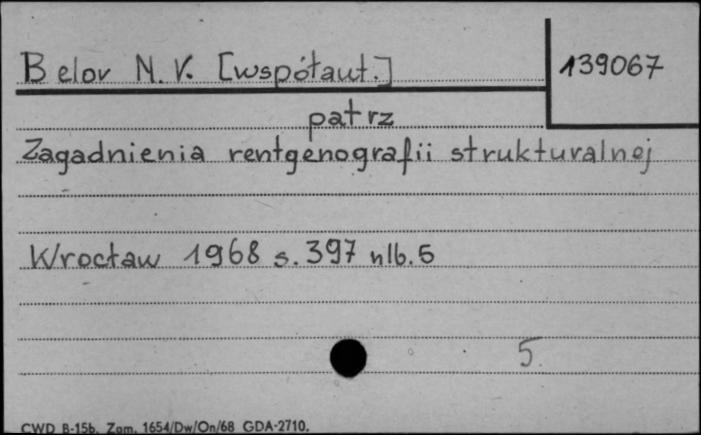 Belov N.V. [współaut.] 139067
patrz
Zagadnienia rentgenografii strukturalnej
Wrocław 1968 s. 397 nlb. 5
5
CWD B-15b. Zam. 1654/Dw/On/68 GDA-2710.